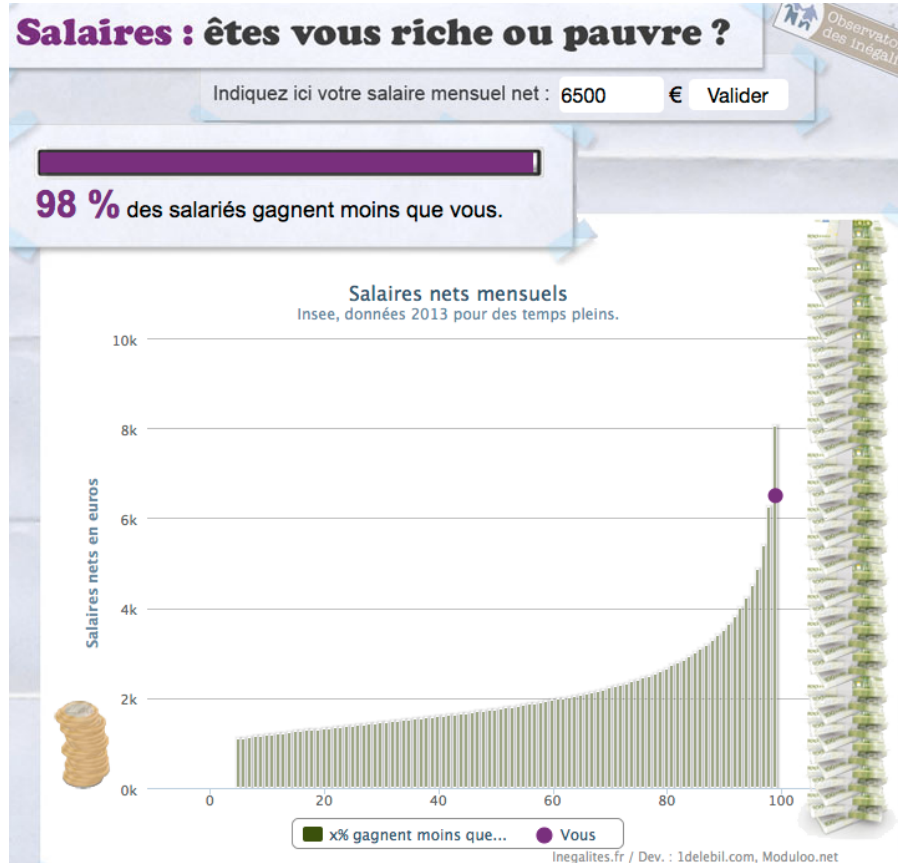 Salaires : êtes vous riche ou pauvre ?
Indiquez ici votre salaire mensuel net : 6500 € Valider
98 % des salariés gagnent moins que vous.
Salaires nets mensuels
Insee, données 2013 pour des temps pleins.
Salaires nets en euros
10k
8k
6k
4k
2k
0k
0 20 40 60 80 100
x% gagnent moins que... Vous
Inegalites.fr / Dev. : 1delebil.com, Moduloo.net